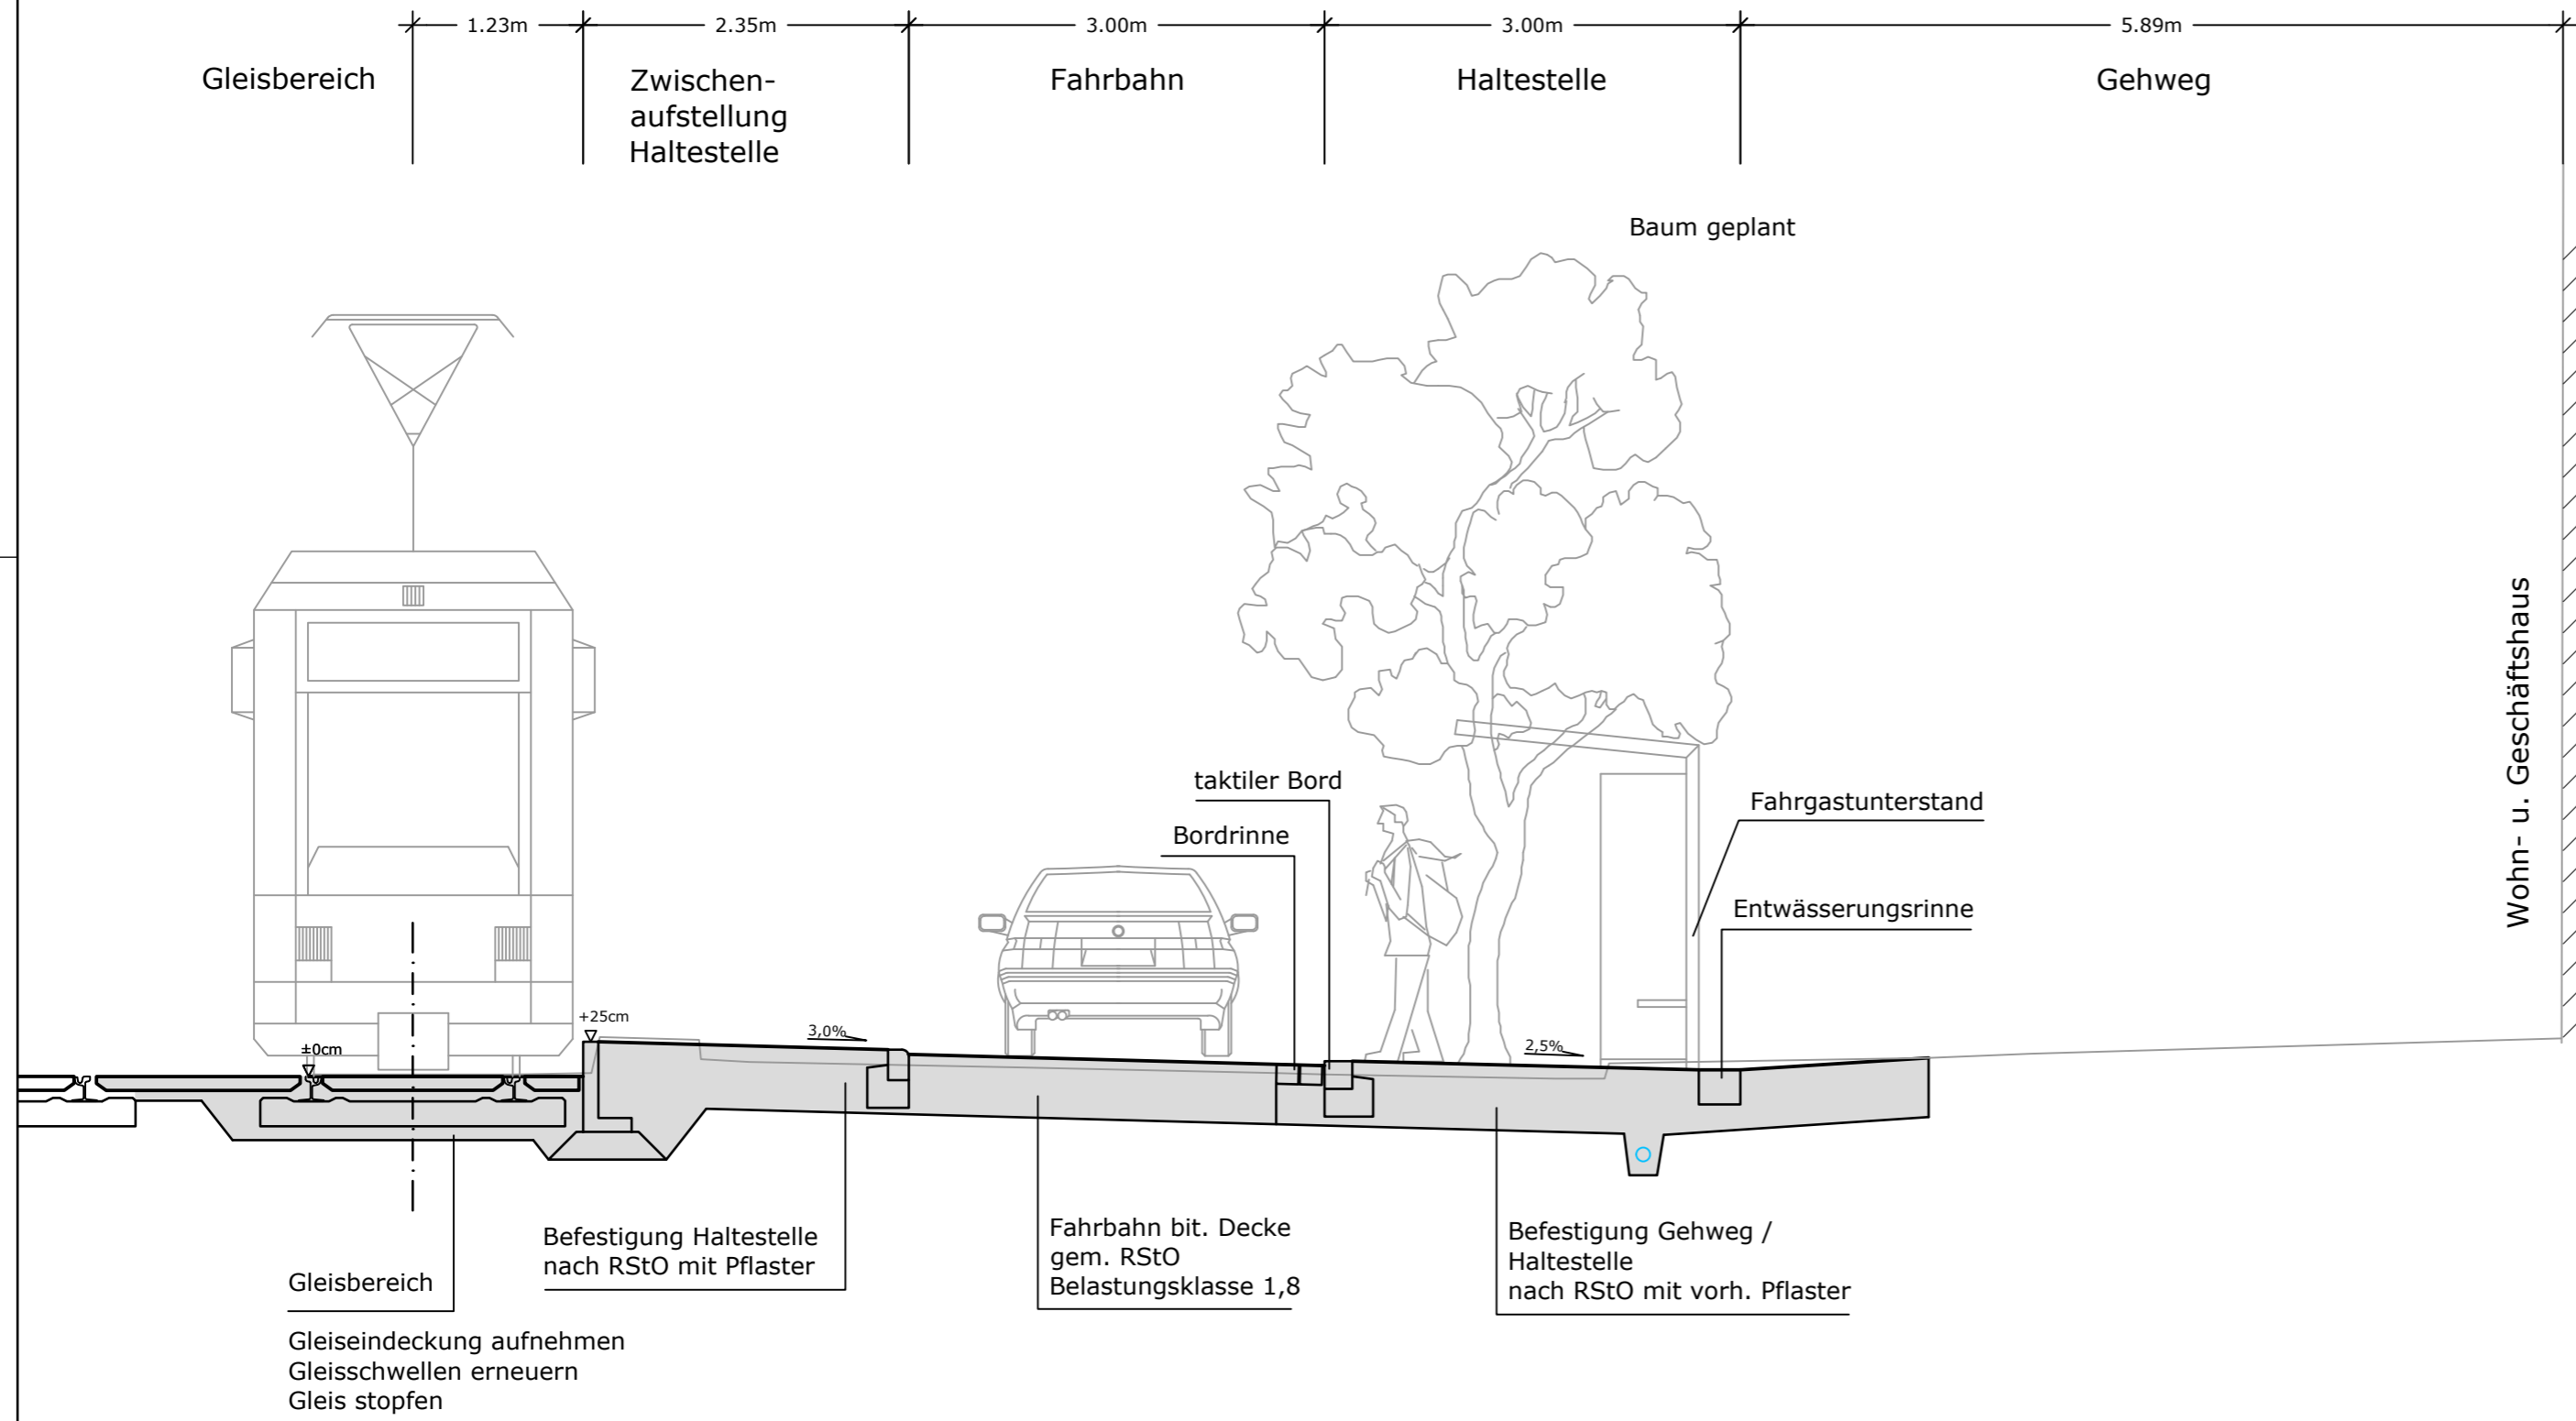 1.23m
2.35m
3.00m
3.00m
5.89m
Gleisbereich
Zwischen-
aufstellung
Haltestelle
Fahrbahn
Haltestelle
Gehweg
Baum geplant
Wohn- u. Geschäftshaus
taktiler Bord
Bordrinne
Fahrgastunterstand
Entwässerungsrinne
+25cm
±0cm
3,0%
2,5%
Gleisbereich
Gleiseindeckung aufnehmen
Gleisschwellen erneuern
Gleis stopfen
Befestigung Haltestelle
nach RStO mit Pflaster
Fahrbahn bit. Decke
gem. RStO
Belastungsklasse 1,8
Befestigung Gehweg /
Haltestelle
nach RStO mit vorh. Pflaster